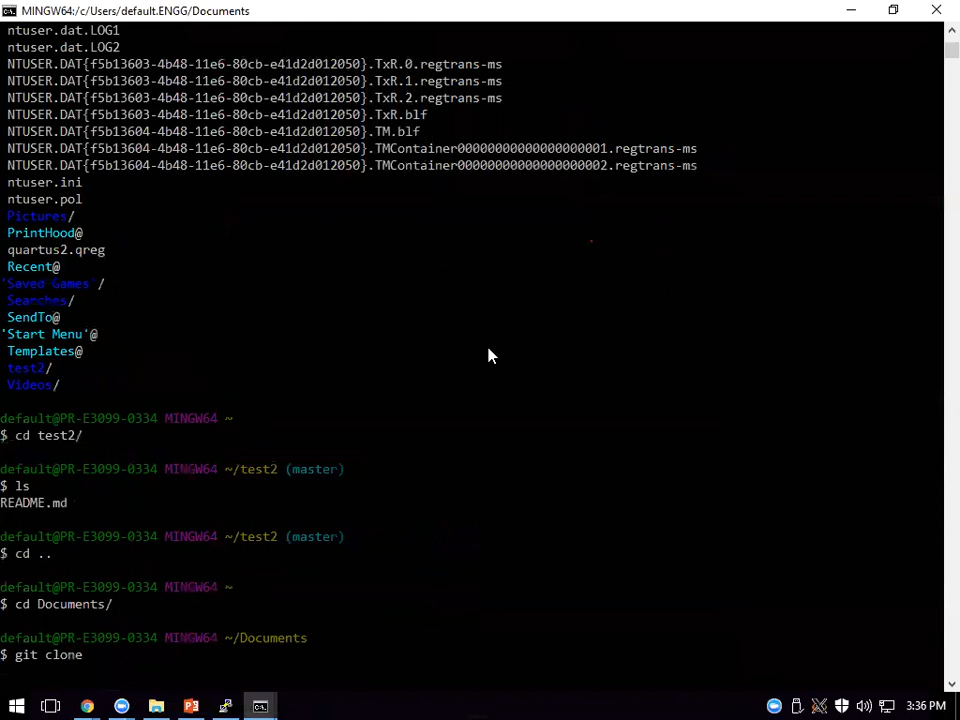 MINGW64:/c/Users/default.ENGG/Documents
ntuser.dat.LOG1
ntuser.dat.LOG2
NTUSER.DAT{f5b13603-4b48-11e6-80cb-e41d2d012050}.TxR.0.regtrans-ms
NTUSER.DAT{f5b13603-4b48-11e6-80cb-e41d2d012050}.TxR.1.regtrans-ms
NTUSER.DAT{f5b13603-4b48-11e6-80cb-e41d2d012050}.TxR.2.regtrans-ms
NTUSER.DAT{f5b13603-4b48-11e6-80cb-e41d2d012050}.TxR.blf
NTUSER.DAT{f5b13604-4b48-11e6-80cb-e41d2d012050}.TM.blf
NTUSER.DAT{f5b13604-4b48-11e6-80cb-e41d2d012050}.TMContainer00000000000000000001.regtrans-ms
NTUSER.DAT{f5b13604-4b48-11e6-80cb-e41d2d012050}.TMContainer00000000000000000002.regtrans-ms
ntuser.ini
ntuser.pol
Pictures/
PrintHood@
quartus2.qreg
Recent@
'Saved Games'/
Searches/
SendTo@
'Start Menu'@
Templates@
test2/
Videos/
default@PR-E3099-0334 MINGW64 ~
$ cd test2/
default@PR-E3099-0334 MINGW64 ~/test2 (master)
$ ls
README.md
default@PR-E3099-0334 MINGW64 ~/test2 (master)
$ cd ..
default@PR-E3099-0334 MINGW64 ~
$ cd Documents/
default@PR-E3099-0334 MINGW64 ~/Documents
$ git clone
3:36 PM